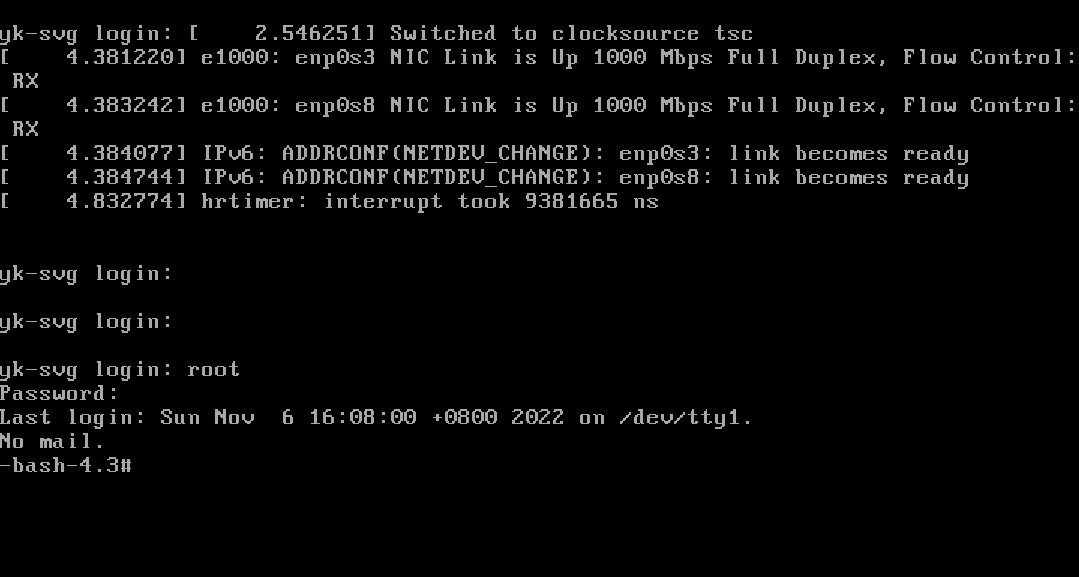 yk-svg login: [    2.546251] Switched to clocksource tsc
[    4.381220] e1000: enp0s3 NIC Link is Up 1000 Mbps Full Duplex, Flow Control:
 RX
[    4.383242] e1000: enp0s8 NIC Link is Up 1000 Mbps Full Duplex, Flow Control:
 RX
[    4.384077] IPv6: ADDRCONF(NETDEV_CHANGE): enp0s3: link becomes ready
[    4.384744] IPv6: ADDRCONF(NETDEV_CHANGE): enp0s8: link becomes ready
[    4.832774] hrtimer: interrupt took 9381665 ns
yk-svg login:
yk-svg login:
yk-svg login: root
Password:
Last login: Sun Nov  6 16:08:00 +0800 2022 on /dev/tty1.
No mail.
-bash-4.3#